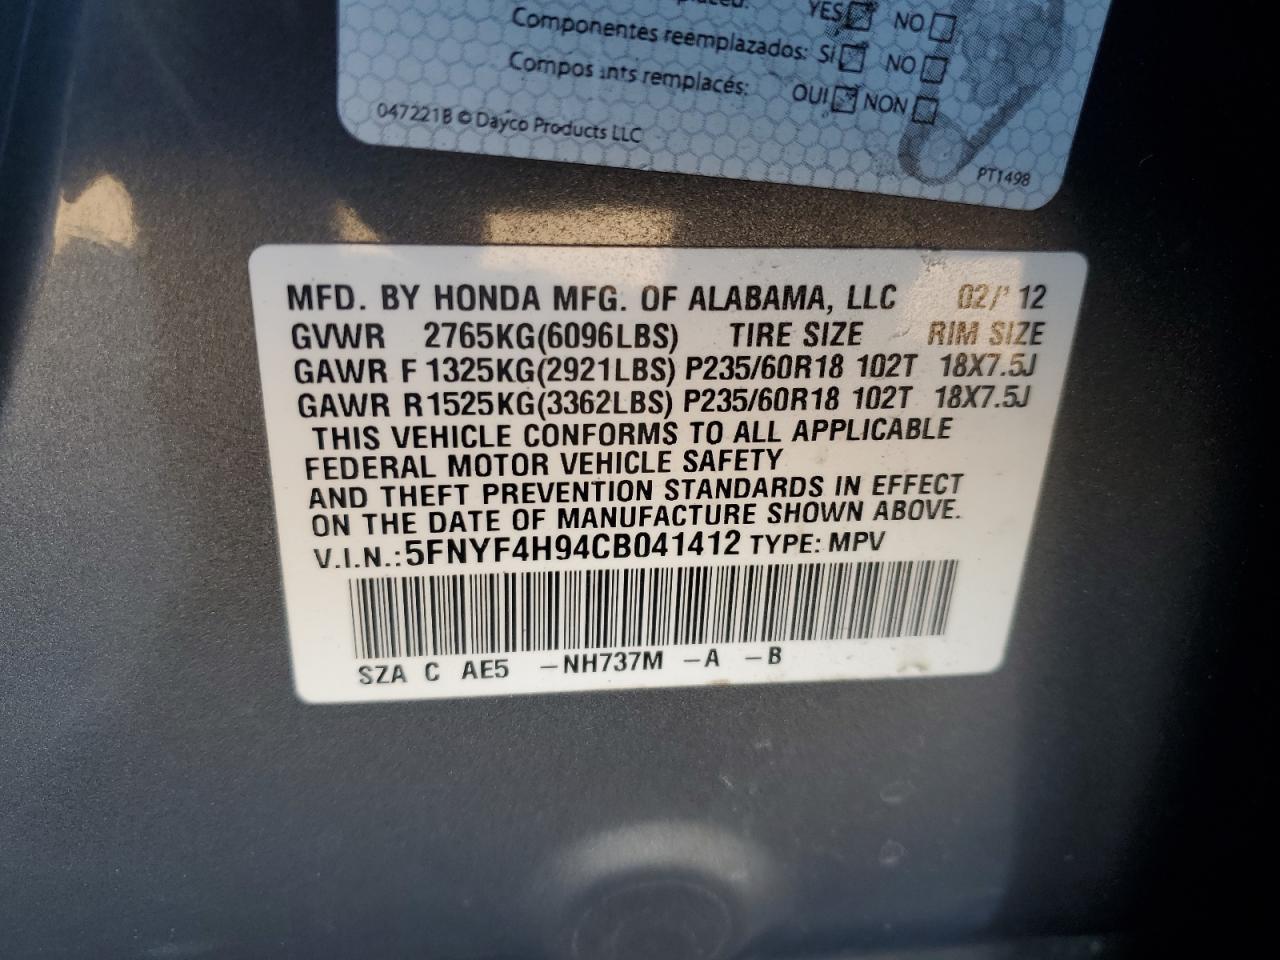 YES NO
Componentes reemplazados: SÍ NO
remplacés: OUI NON
047221B © Dayco Products LLC
PT1498
MFD. BY HONDA MFG. OF ALABAMA, LLC 02/12
GVWR 2765KG(6096LBS) TIRE SIZE RIM SIZE
GAWR F 1325KG(2921LBS) P235/60R18 102T 18X7.5J
GAWR R1525KG(3362LBS) P235/60R18 102T 18X7.5J
THIS VEHICLE CONFORMS TO ALL APPLICABLE
FEDERAL MOTOR VEHICLE SAFETY
AND THEFT PREVENTION STANDARDS IN EFFECT
ON THE DATE OF MANUFACTURE SHOWN ABOVE.
V.I.N.:5FNYF4H94CB041412 TYPE: MPV
SZA C AE5 -NH737M -A -B